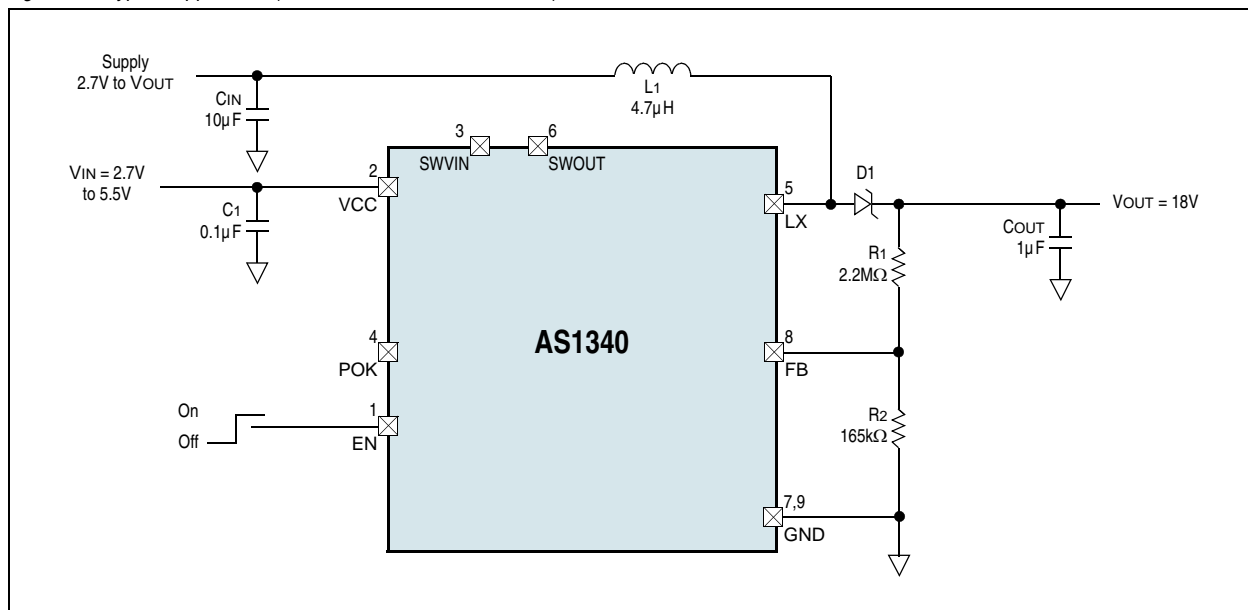 Supply
2.7V to VOUT
CIN
10µF
L1
4.7µH
3
6
SWVIN
SWOUT
VIN = 2.7V
to 5.5V
2
VCC
C1
0.1µF
5
LX
D1
VOUT = 18V
COUT
1µF
R1
2.2MΩ
AS1340
4
POK
8
FB
On
Off
1
EN
R2
165kΩ
7,9
GND